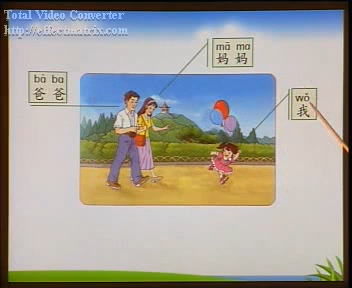 Total Video Converter
http://effectmatrix.com
mā ma
妈 妈
bà ba
爸 爸
wǒ
我